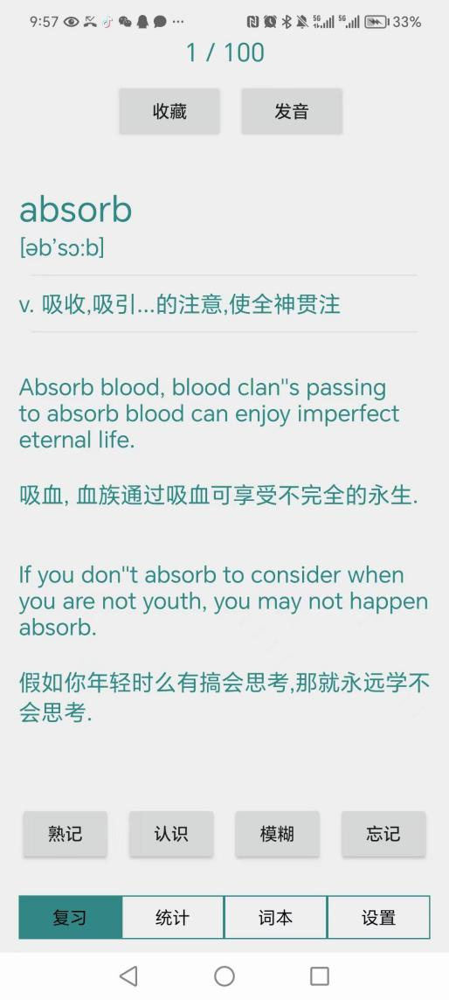 9:57
5G
5G
33%
1 / 100
收藏
发音
absorb
[əb’sɔ:b]
v. 吸收,吸引...的注意,使全神贯注
Absorb blood, blood clan"s passing
to absorb blood can enjoy imperfect
eternal life.
吸血, 血族通过吸血可享受不完全的永生.
If you don"t absorb to consider when
you are not youth, you may not happen
absorb.
假如你年轻时么有搞会思考,那就永远学不
会思考.
熟记
认识
模糊
忘记
复习
统计
词本
设置